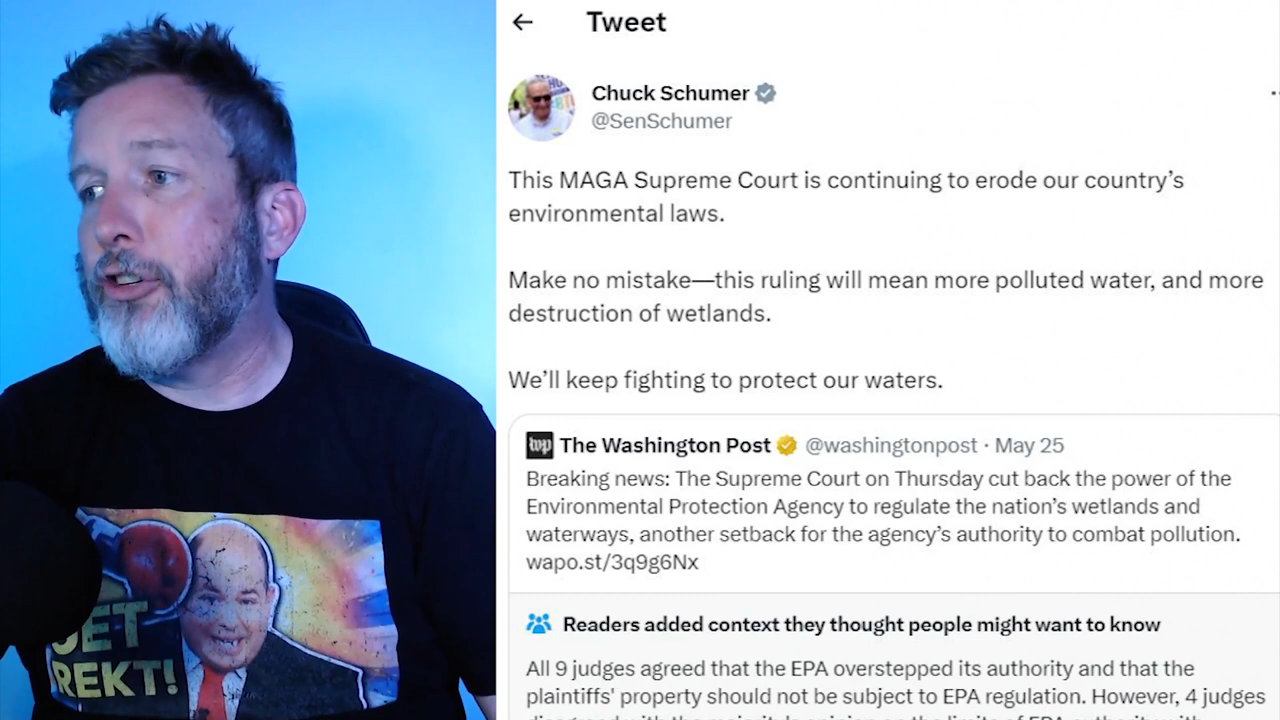 Tweet
Chuck Schumer
@SenSchumer
This MAGA Supreme Court is continuing to erode our country's
environmental laws.
Make no mistake—this ruling will mean more polluted water, and more
destruction of wetlands.
We'll keep fighting to protect our waters.
wp The Washington Post @washingtonpost · May 25
Breaking news: The Supreme Court on Thursday cut back the power of the
Environmental Protection Agency to regulate the nation's wetlands and
waterways, another setback for the agency's authority to combat pollution.
wapo.st/3q9g6Nx
Readers added context they thought people might want to know
All 9 judges agreed that the EPA overstepped its authority and that the
plaintiffs' property should not be subject to EPA regulation. However, 4 judges
REKT!